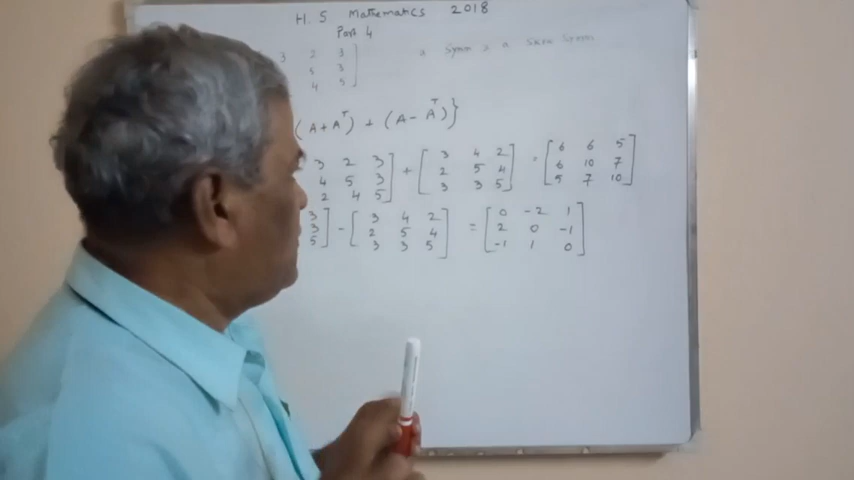 H. S Mathematics 2018
Part 4
3 2 3
5 3
4 5
a Symm & a Skew Symm
(A + A^T) + (A - A^T)}
3 2 3 ] + [ 3 4 2 ] = [ 6 6 5
4 5 3 2 5 4 6 10 7
2 4 5 3 3 5 5 7 10
3 ] - [ 3 4 2 ] = [ 0 -2 1
3 2 5 4 2 0 -1
5 3 3 5 -1 1 0